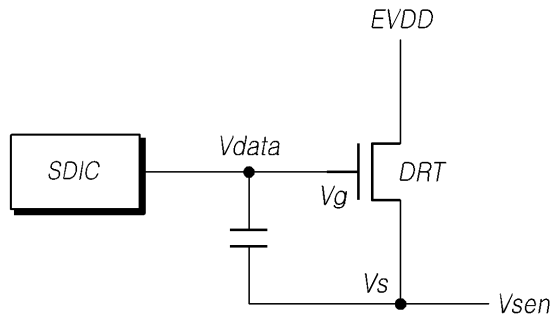 EVDD
Vdata
SDIC
DRT
Vg
Vs
Vsen